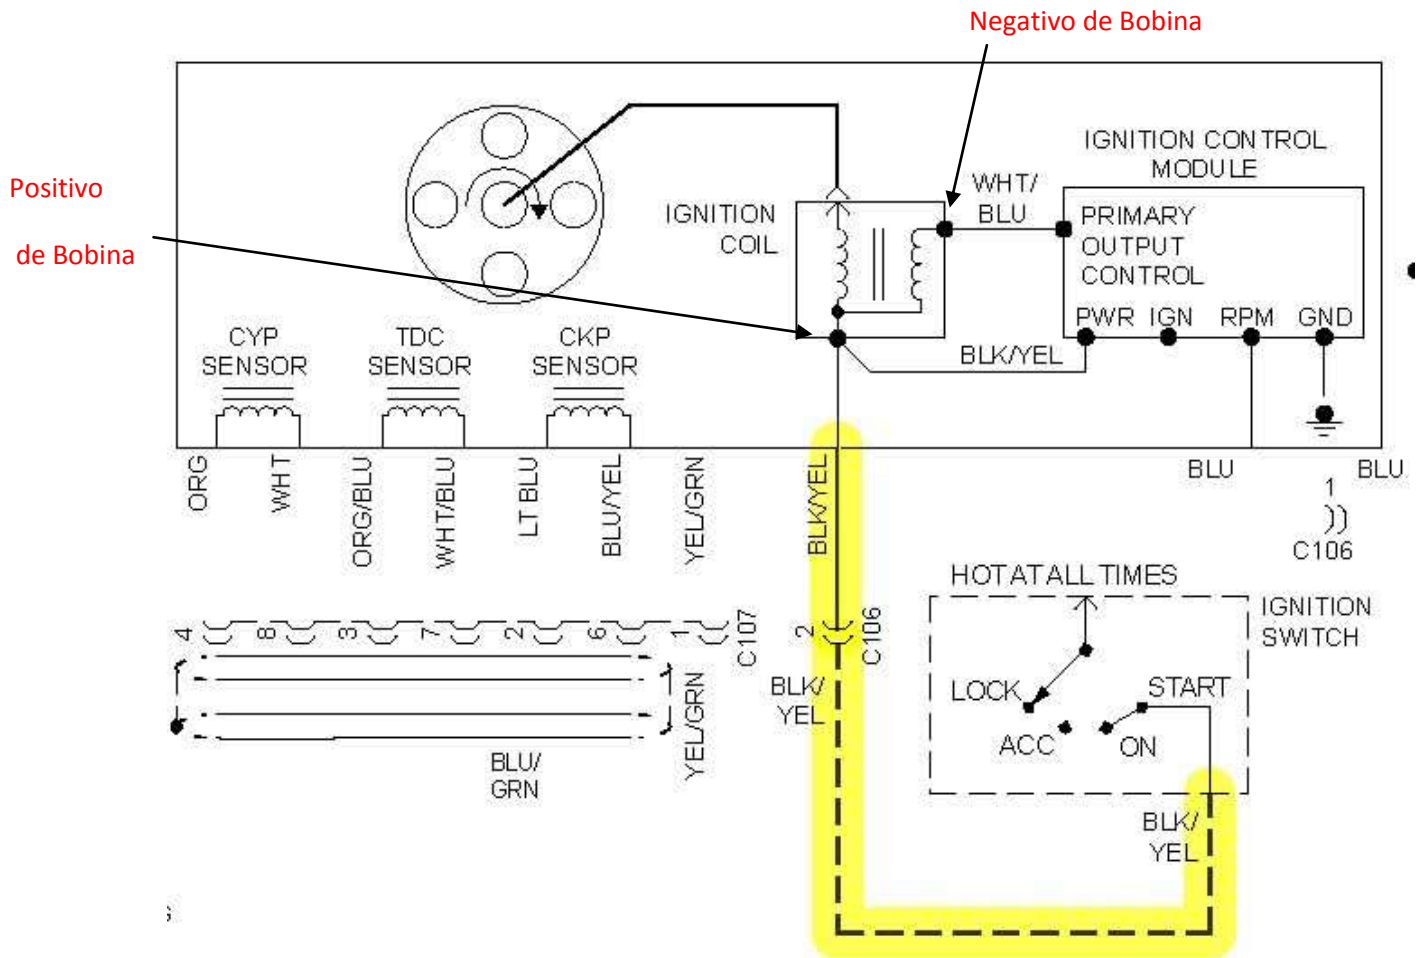 Negativo de Bobina
Positivo
de Bobina
IGNITION CONTROL
MODULE
WHT/
BLU
IGNITION
COIL
PRIMARY
OUTPUT
CONTROL
PWR IGN RPM GND
BLK/YEL
CYP
SENSOR
TDC
SENSOR
CKP
SENSOR
ORG
WHT
ORG/BLU
WHT/BLU
LT BLU
BLU/YEL
YEL/GRN
BLK/YEL
BLU
BLU
1
C106
HOT AT ALL TIMES
IGNITION
SWITCH
LOCK
START
ACC
ON
4
8
3
7
2
6
1
C107
2
C106
BLK/
YEL
YEL/GRN
BLU/
GRN
BLK/
YEL